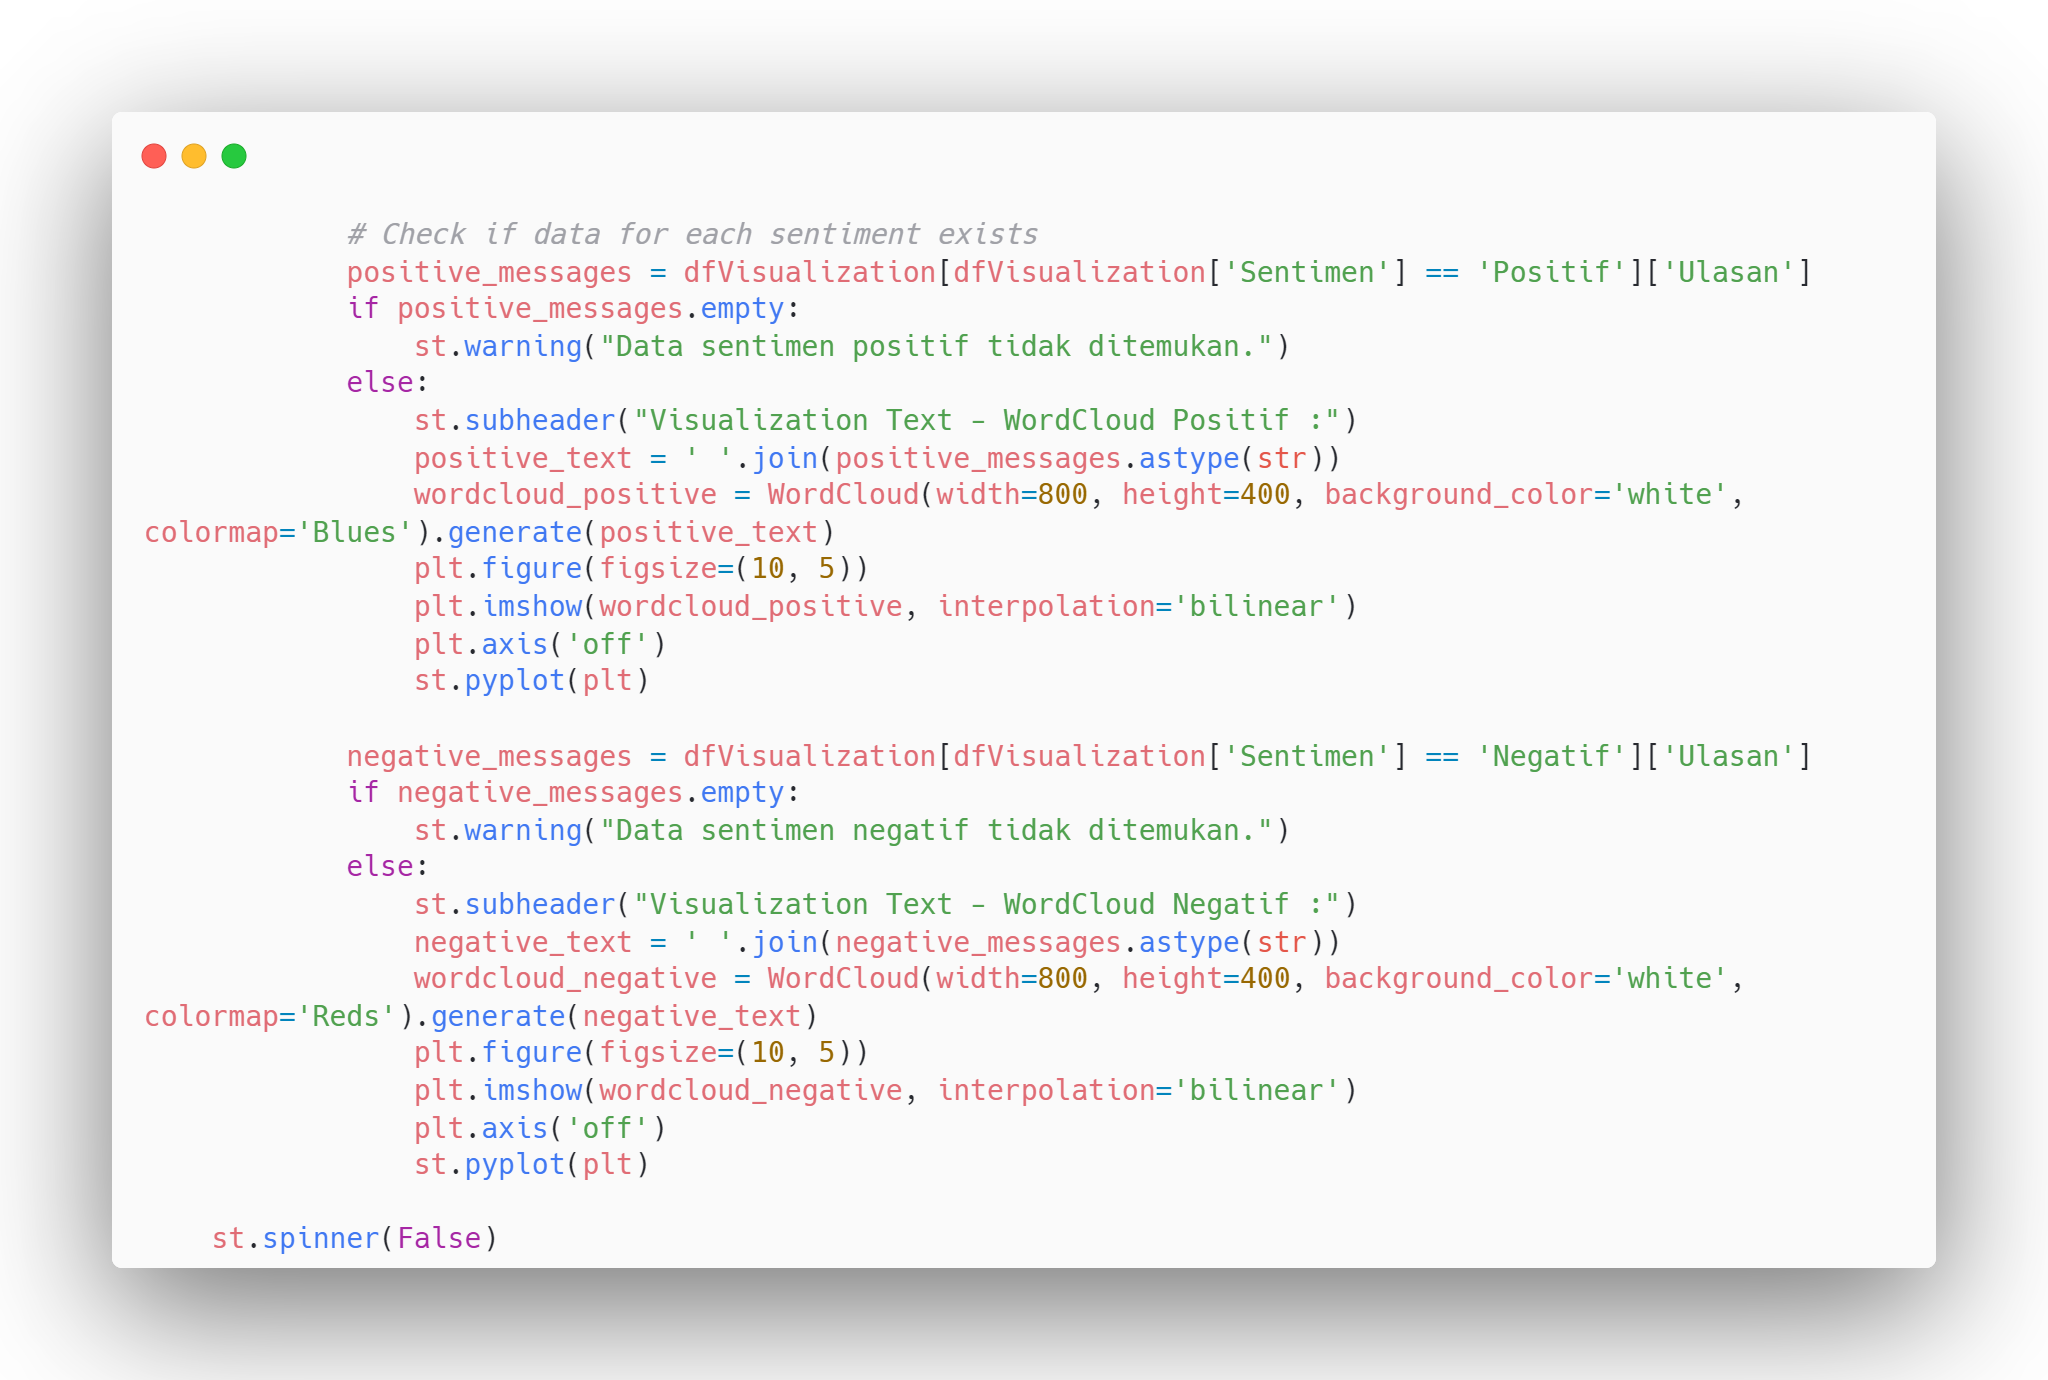 # Check if data for each sentiment exists
positive_messages = dfVisualization[dfVisualization['Sentimen'] == 'Positif']['Ulasan']
if positive_messages.empty:
st.warning("Data sentimen positif tidak ditemukan.")
else:
st.subheader("Visualization Text - WordCloud Positif :")
positive_text = ' '.join(positive_messages.astype(str))
wordcloud_positive = WordCloud(width=800, height=400, background_color='white',
colormap='Blues').generate(positive_text)
plt.figure(figsize=(10, 5))
plt.imshow(wordcloud_positive, interpolation='bilinear')
plt.axis('off')
st.pyplot(plt)
negative_messages = dfVisualization[dfVisualization['Sentimen'] == 'Negatif']['Ulasan']
if negative_messages.empty:
st.warning("Data sentimen negatif tidak ditemukan.")
else:
st.subheader("Visualization Text - WordCloud Negatif :")
negative_text = ' '.join(negative_messages.astype(str))
wordcloud_negative = WordCloud(width=800, height=400, background_color='white',
colormap='Reds').generate(negative_text)
plt.figure(figsize=(10, 5))
plt.imshow(wordcloud_negative, interpolation='bilinear')
plt.axis('off')
st.pyplot(plt)
st.spinner(False)